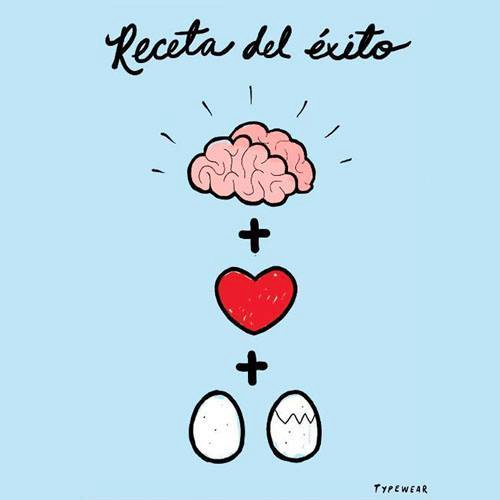 Receta del éxito
+
+
TYPEWEAR